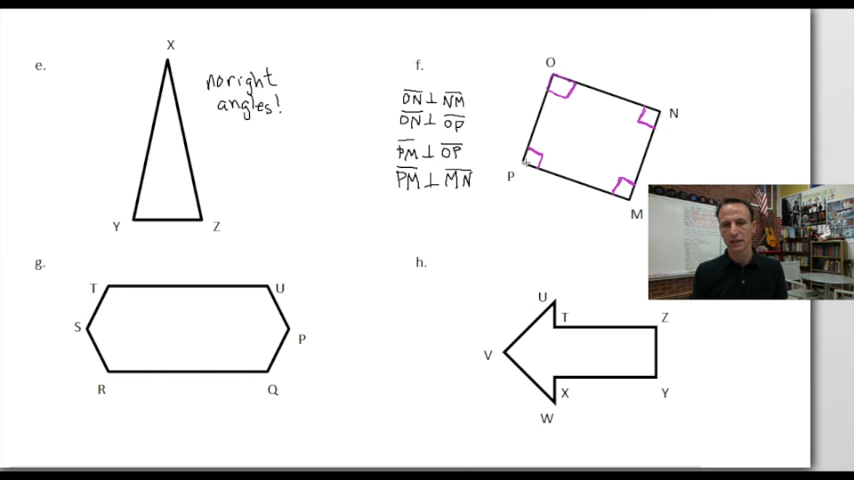 e.
X
Y
Z
no right
angles!
f.
O
N
M
P
ON ⊥ NM
ON ⊥ OP
PM ⊥ OP
PM ⊥ MN
g.
T
U
S
P
R
Q
h.
U
T
Z
V
X
Y
W